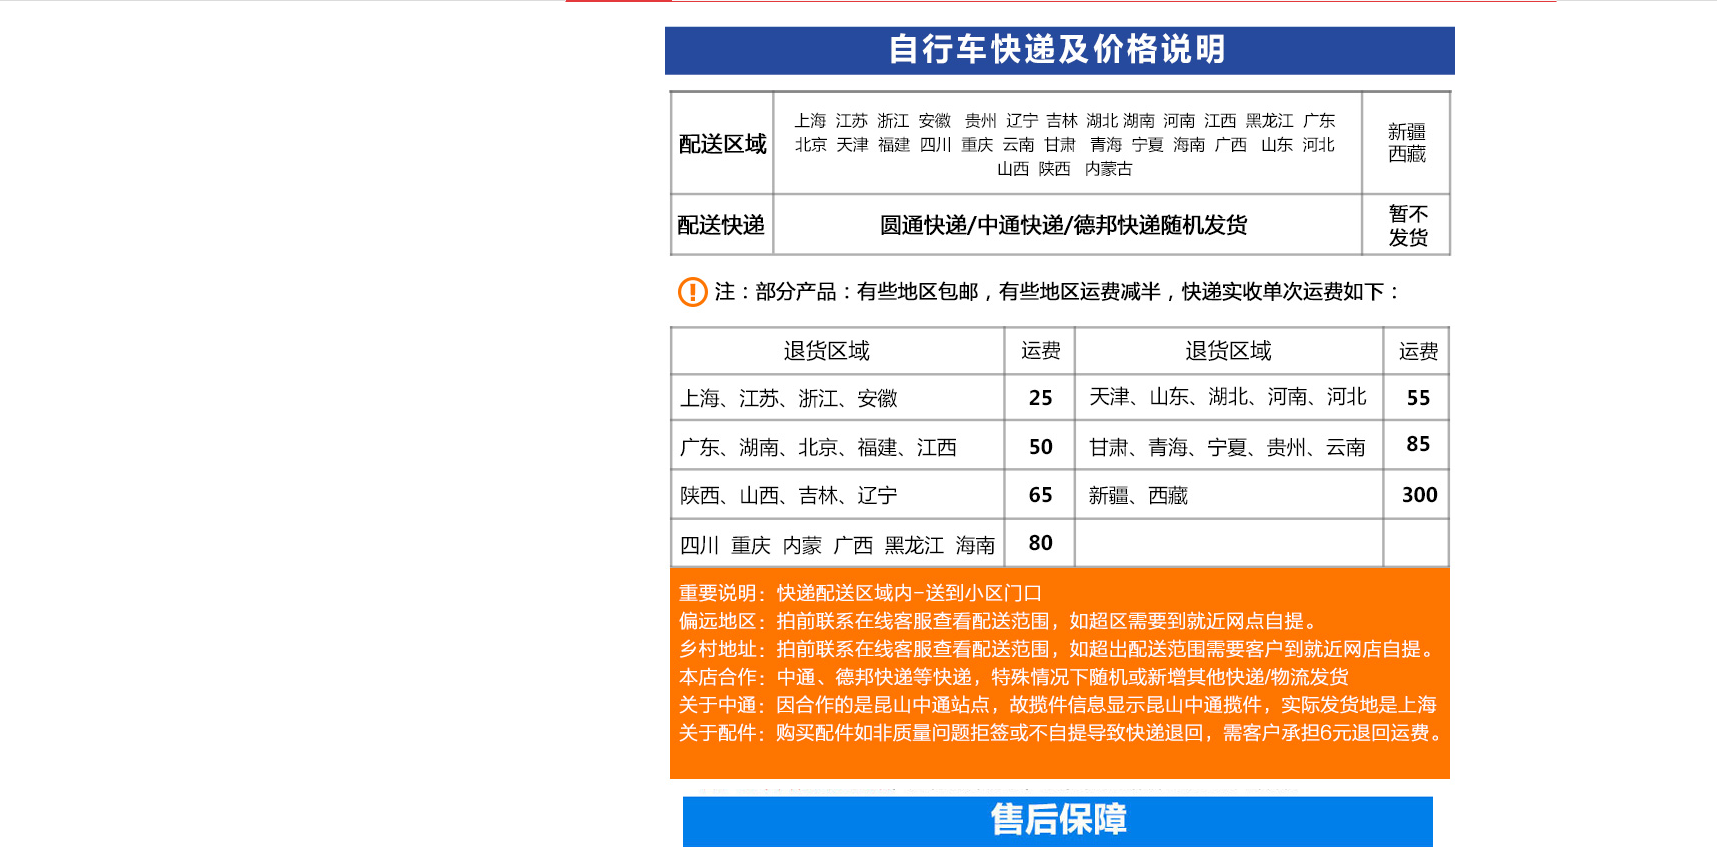 自行车快递及价格说明
配送区域
上海 江苏 浙江 安徽 贵州 辽宁 吉林 湖北 湖南 河南 江西 黑龙江 广东
北京 天津 福建 四川 重庆 云南 甘肃 青海 宁夏 海南 广西 山东 河北
山西 陕西 内蒙古
新疆
西藏
配送快递
圆通快递/中通快递/德邦快递随机发货
暂不
发货
注：部分产品：有些地区包邮，有些地区运费减半，快递实收单次运费如下：
退货区域 运费 退货区域 运费
上海、江苏、浙江、安徽 25 天津、山东、湖北、河南、河北 55
广东、湖南、北京、福建、江西 50 甘肃、青海、宁夏、贵州、云南 85
陕西、山西、吉林、辽宁 65 新疆、西藏 300
四川 重庆 内蒙 广西 黑龙江 海南 80
重要说明：快递配送区域内-送到小区门口
偏远地区：拍前联系在线客服查看配送范围，如超区需要到就近网点自提。
乡村地址：拍前联系在线客服查看配送范围，如超出配送范围需要客户到就近网店自提。
本店合作：中通、德邦快递等快递，特殊情况下随机或新增其他快递/物流发货
关于中通：因合作的是昆山中通站点，故揽件信息显示昆山中通揽件，实际发货地是上海
关于配件：购买配件如非质量问题拒签或不自提导致快递退回，需客户承担6元退回运费。
售后保障